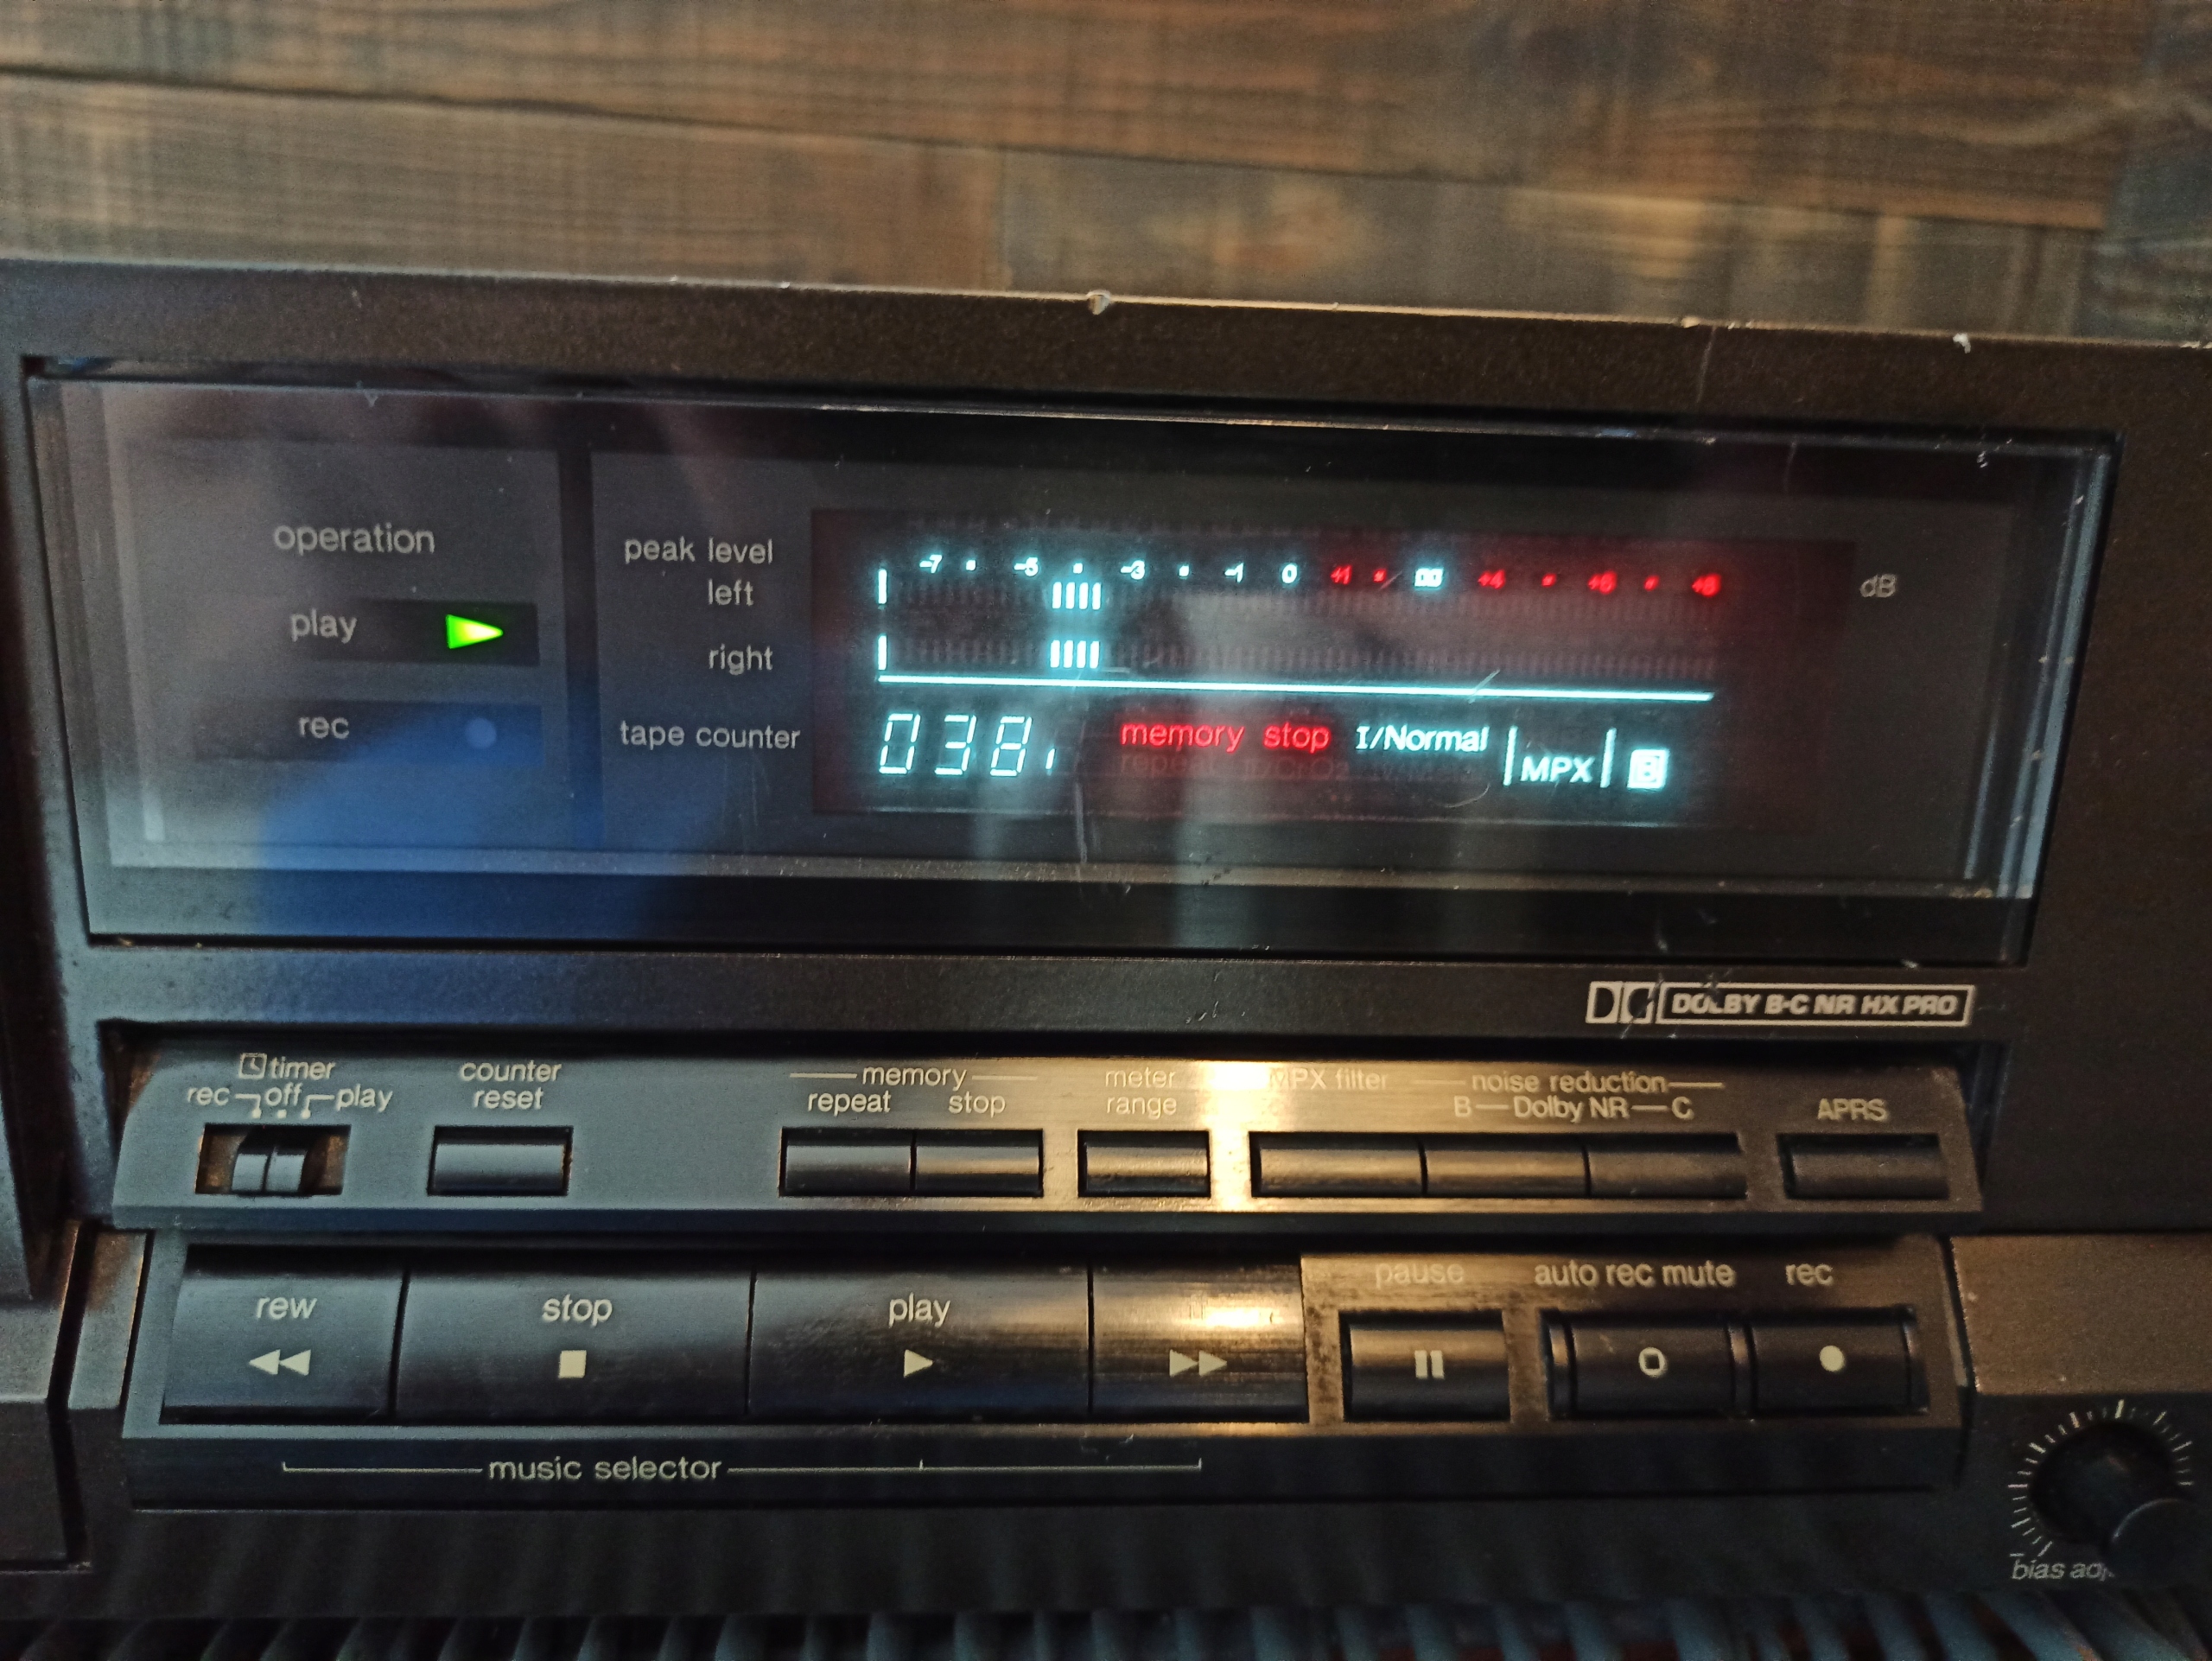 operation
play
rec
peak level
left
right
tape counter
-7 -5 -3 -1 0 +1 +4 +6 +8
dB
038
memory stop I/Normal MPX B
DOLBY B-C NR HX PRO
timer
rec off play
counter
reset
memory
repeat stop
meter
range
MPX filter
noise reduction
B Dolby NR C
APRS
rew
stop
play
pause
auto rec mute
rec
music selector
bias adj.